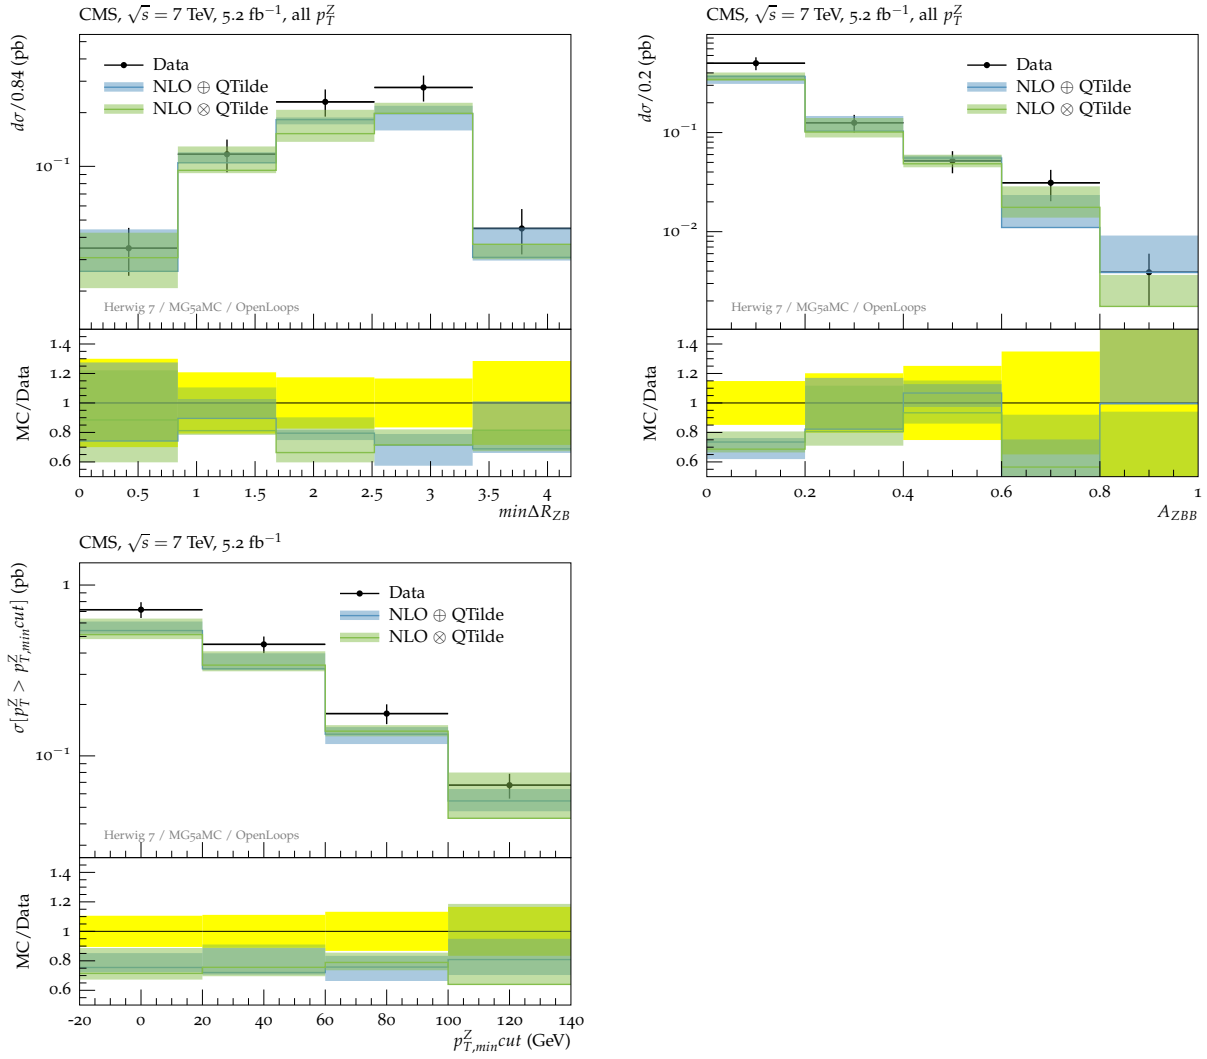 CMS, √s = 7 TeV, 5.2 fb⁻¹, all p_T^Z
dσ/0.84 (pb)
Data
NLO ⊕ QTilde
NLO ⊗ QTilde
10⁻¹
Herwig 7 / MG5aMC / OpenLoops
MC/Data
1.4
1.2
1
0.8
0.6
0 0.5 1 1.5 2 2.5 3 3.5 4
minΔR_ZB
CMS, √s = 7 TeV, 5.2 fb⁻¹, all p_T^Z
dσ/0.2 (pb)
Data
NLO ⊕ QTilde
NLO ⊗ QTilde
10⁻¹
10⁻²
Herwig 7 / MG5aMC / OpenLoops
MC/Data
1.4
1.2
1
0.8
0.6
0 0.2 0.4 0.6 0.8 1
A_ZBB
CMS, √s = 7 TeV, 5.2 fb⁻¹
σ[p_T^Z > p_{T,min}^Z cut] (pb)
1
Data
NLO ⊕ QTilde
NLO ⊗ QTilde
10⁻¹
Herwig 7 / MG5aMC / OpenLoops
MC/Data
1.4
1.2
1
0.8
0.6
-20 0 20 40 60 80 100 120 140
p_{T,min}^Z cut (GeV)